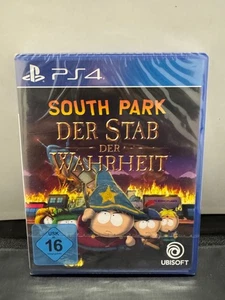 PS4
SOUTH PARK
DER STAB
DER
WAHRHEIT
USK
16
UBISOFT